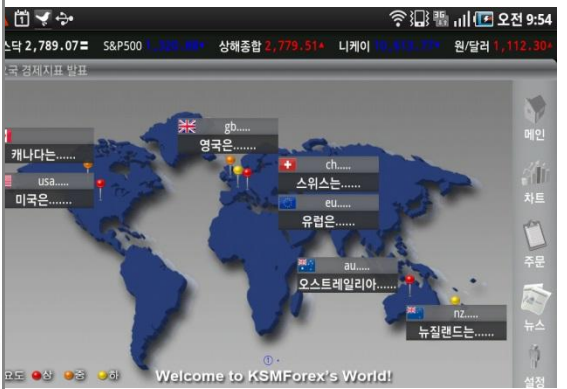 오전 9:54
스닥 2,789.07 S&P500 상해종합 2,779.51 니케이 원/달러 1,112.30
요국 경제지표 발표
메인
차트
주문
뉴스
설정
gb.....
영국은.......
캐나다는......
usa.....
미국은......
ch.....
스위스는......
eu.....
유럽은......
au.....
오스트레일리아......
nz.....
뉴질랜드는......
요도 상 중 하
Welcome to KSMForex's World!